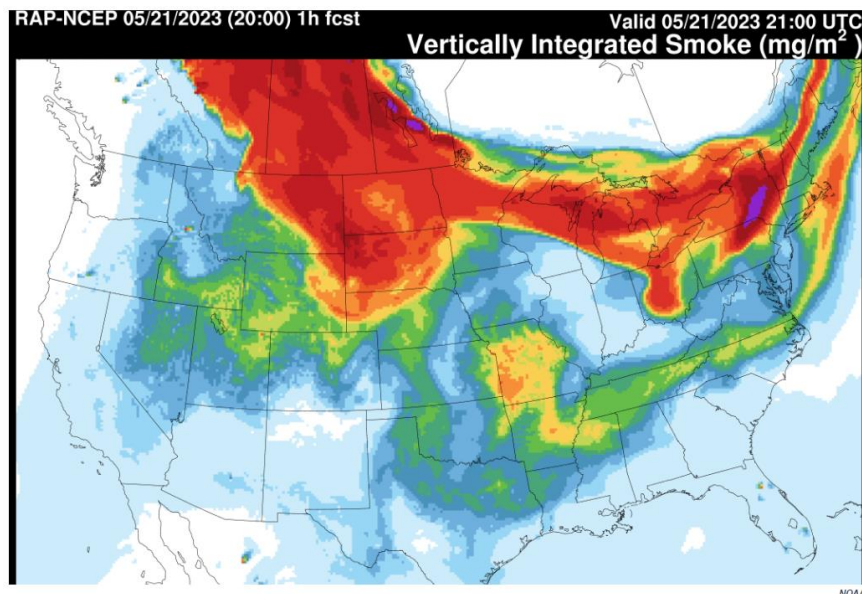 RAP-NCEP 05/21/2023 (20:00) 1h fcst
Valid 05/21/2023 21:00 UTC
Vertically Integrated Smoke (mg/m²)
NOAA